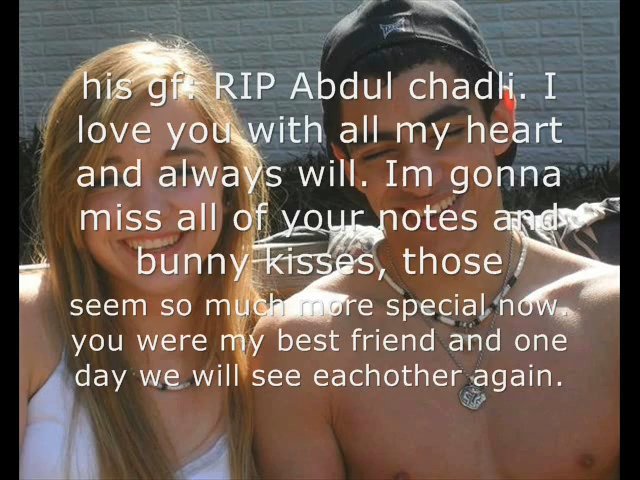 his gf: RIP Abdul chadli. I
love you with all my heart
and always will. Im gonna
miss all of your notes and
bunny kisses, those
seem so much more special now.
you were my best friend and one
day we will see eachother again.